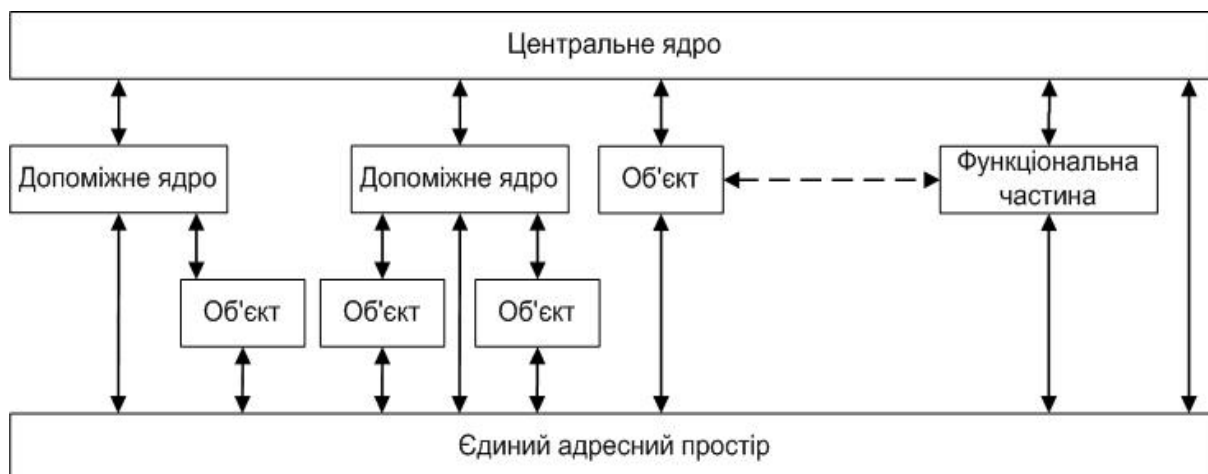 Центральне ядро
Допоміжне ядро
Допоміжне ядро
Об'єкт
Функціональна
частина
Об'єкт
Об'єкт
Об'єкт
Єдиний адресний простір